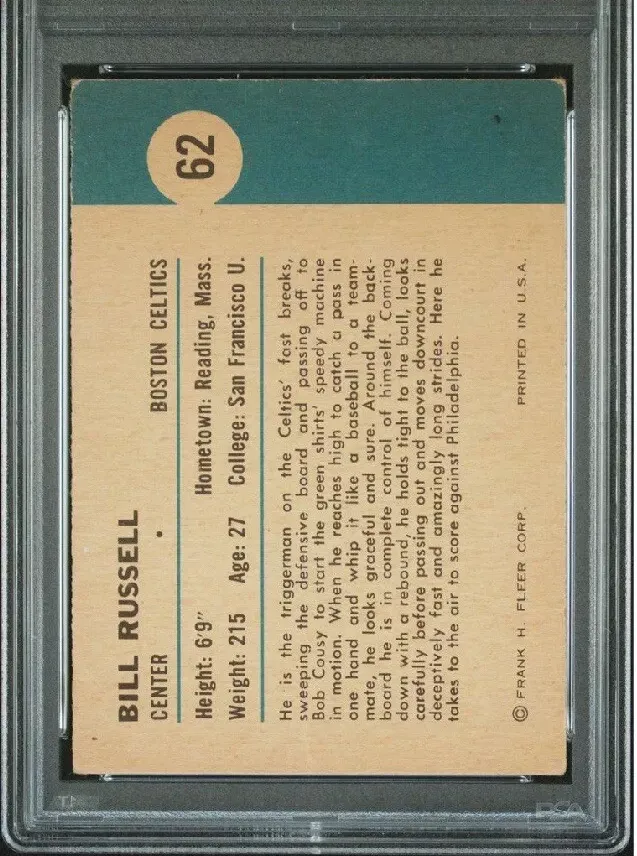 62
BILL RUSSELL
CENTER • BOSTON CELTICS
Height: 6'9" Hometown: Reading, Mass.
Weight: 215 Age: 27 College: San Francisco U.
He is the triggerman on the Celtics' fast breaks,
sweeping the defensive board and passing off to
Bob Cousy to start the green shirts' speedy machine
in motion. When he reaches high to catch a pass in
one hand and whip it like a baseball to a team-
mate, he looks graceful and sure. Around the back-
board he is in complete control of himself. Coming
down with a rebound, he holds tight to the ball, looks
carefully before passing out and moves downcourt in
deceptively fast and amazingly long strides. Here he
takes to the air to score against Philadelphia.
© FRANK H. FLEER CORP. PRINTED IN U.S.A.
PSA